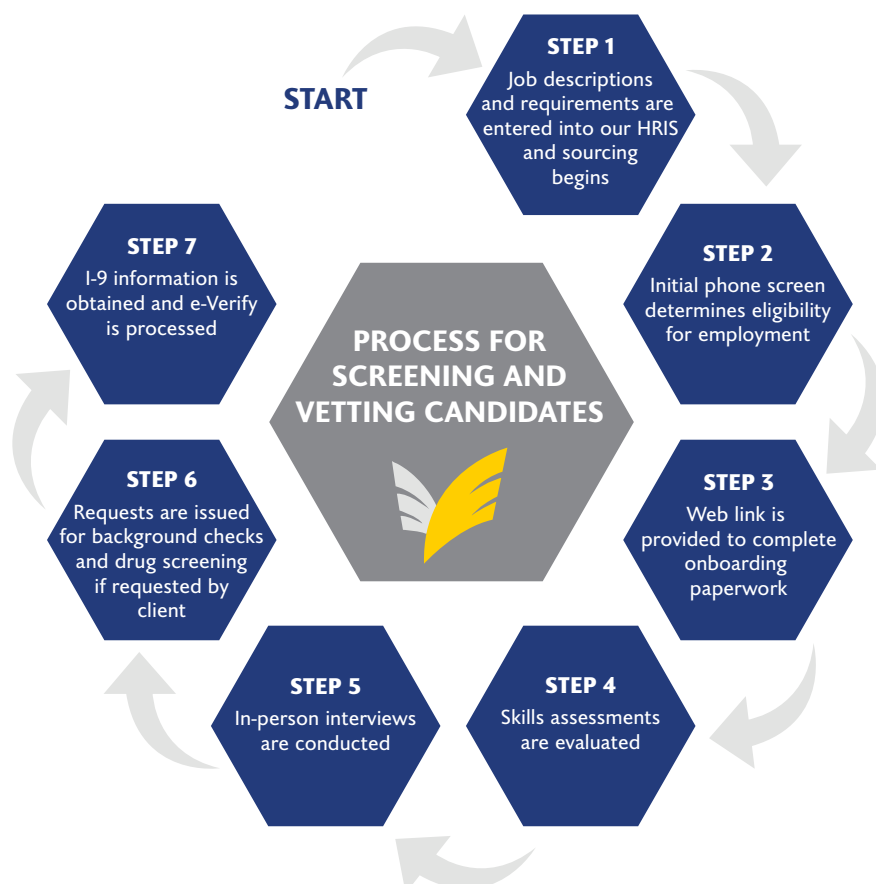 START
STEP 1
Job descriptions
and requirements are
entered into our HRIS
and sourcing
begins
STEP 2
Initial phone screen
determines eligibility
for employment
STEP 3
Web link is
provided to complete
onboarding
paperwork
STEP 4
Skills assessments
are evaluated
STEP 5
In-person interviews
are conducted
STEP 6
Requests are issued
for background checks
and drug screening
if requested by
client
STEP 7
I-9 information is
obtained and e-Verify
is processed
PROCESS FOR
SCREENING AND
VETTING CANDIDATES